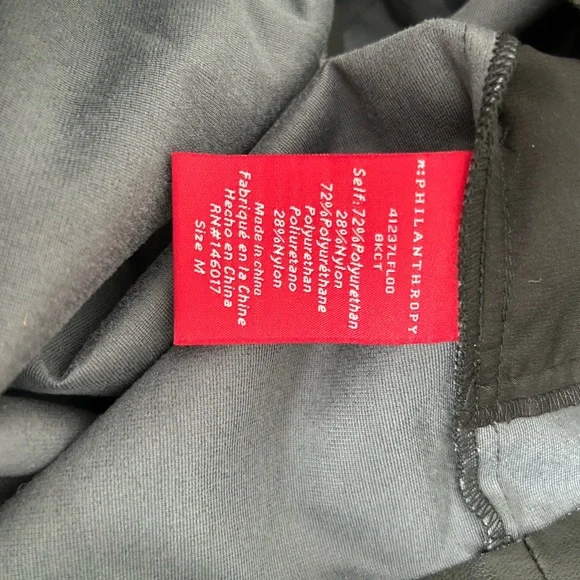 n:PHILANTHROPY
41237LFL00
BKCT
Self: 72%Polyurethan
28%Nylon
72%Polyuréthane
Polyurethan
Poliuretano
28%Nylon
Made in china
Fabriqué en la Chine
Hecho en China
RN#146017
Size M